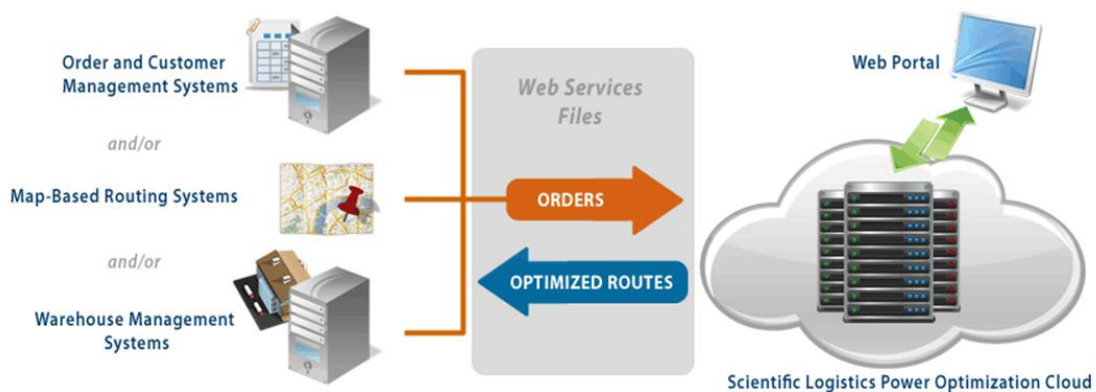 Order and Customer
Management Systems
and/or
Map-Based Routing Systems
and/or
Warehouse Management
Systems
Web Services
Files
ORDERS
OPTIMIZED ROUTES
Web Portal
Scientific Logistics Power Optimization Cloud